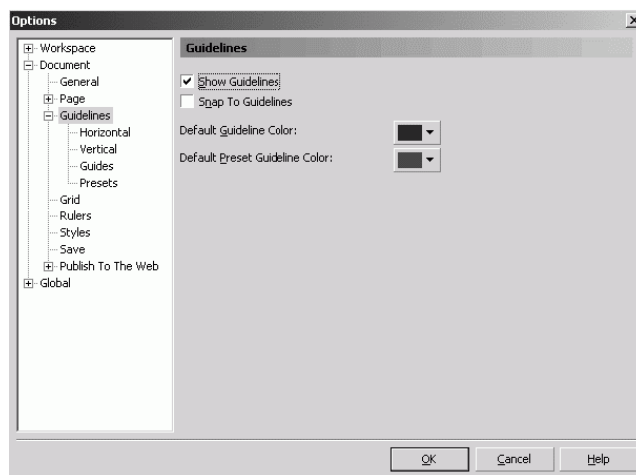 Options
Workspace
Document
General
Page
Guidelines
Horizontal
Vertical
Guides
Presets
Grid
Rulers
Styles
Save
Publish To The Web
Global
Guidelines
Show Guidelines
Snap To Guidelines
Default Guideline Color:
Default Preset Guideline Color:
OK
Cancel
Help